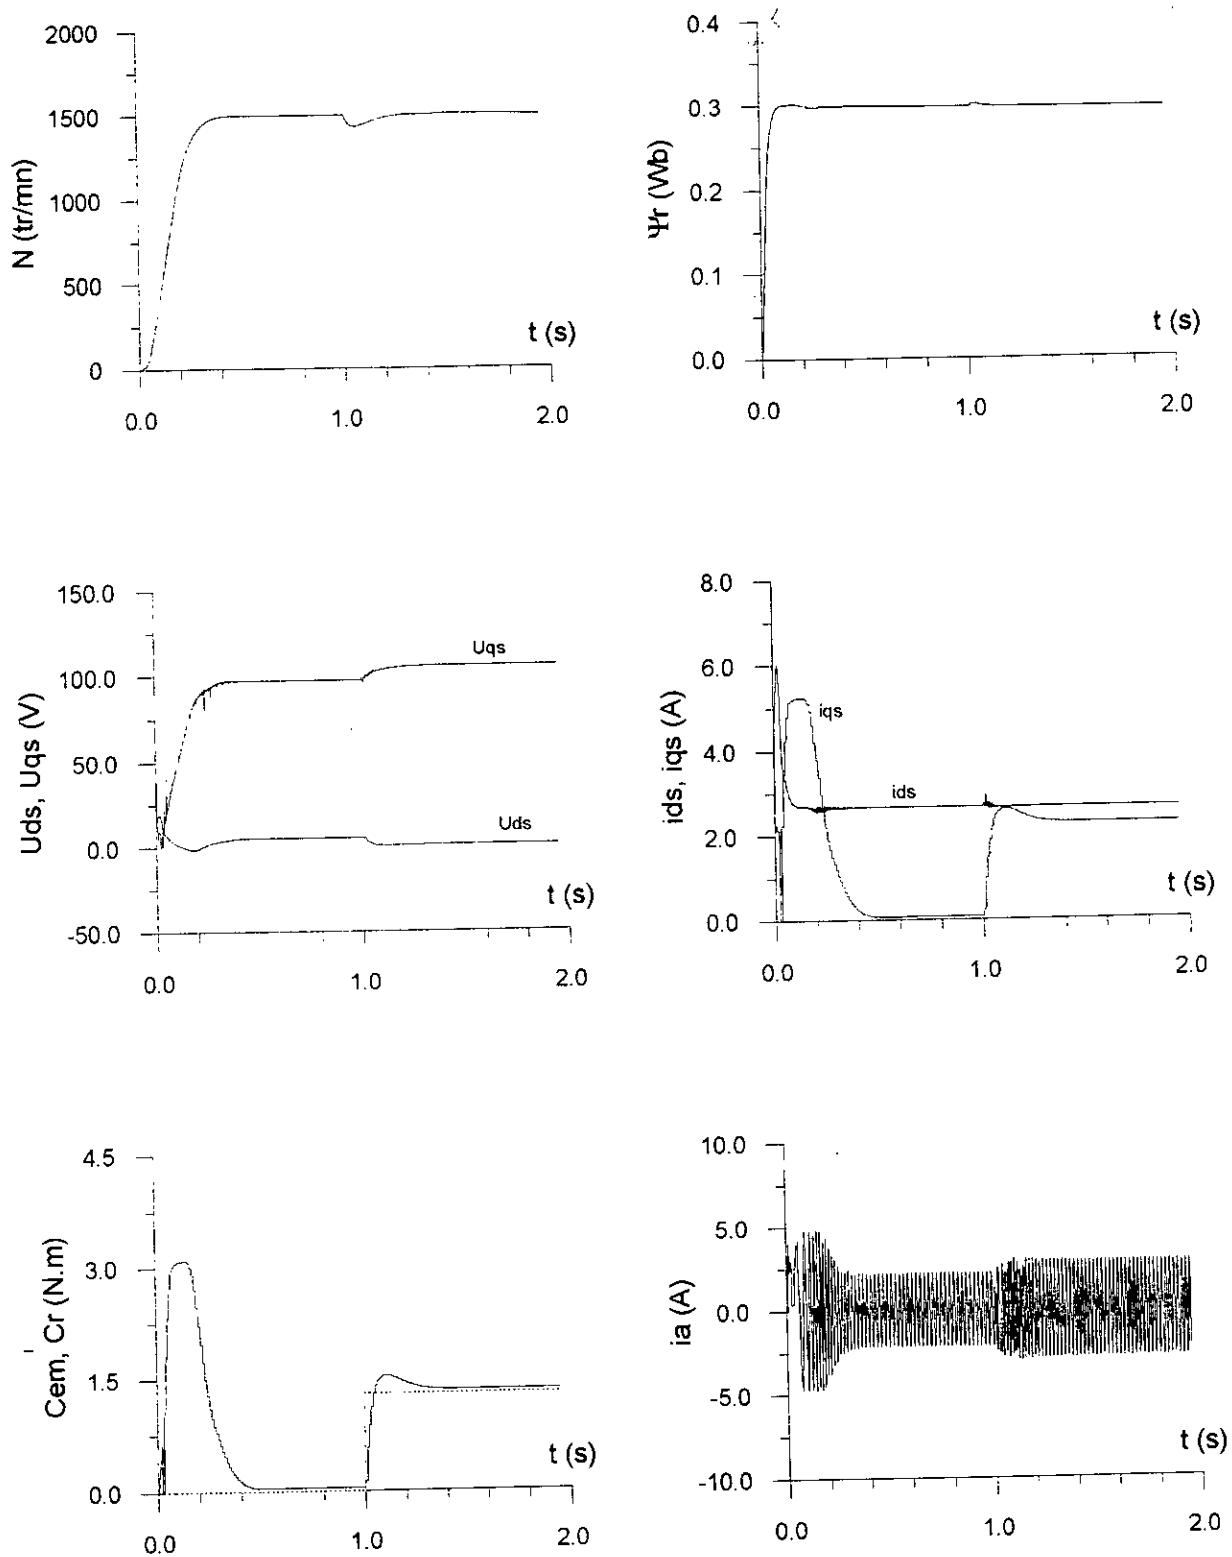 2000
1500
1000
500
0
N (tr/mn)
t (s)
0.0
1.0
2.0
0.4
0.3
0.2
0.1
0.0
Ψr (Wb)
t (s)
0.0
1.0
2.0
150.0
100.0
50.0
0.0
-50.0
Uds, Uqs (V)
Uqs
Uds
t (s)
0.0
1.0
2.0
8.0
6.0
4.0
2.0
0.0
ids, iqs (A)
iqs
ids
t (s)
0.0
1.0
2.0
4.5
3.0
1.5
0.0
Cem, Cr (N.m)
t (s)
0.0
1.0
2.0
10.0
5.0
0.0
-5.0
-10.0
ia (A)
t (s)
0.0
1.0
2.0